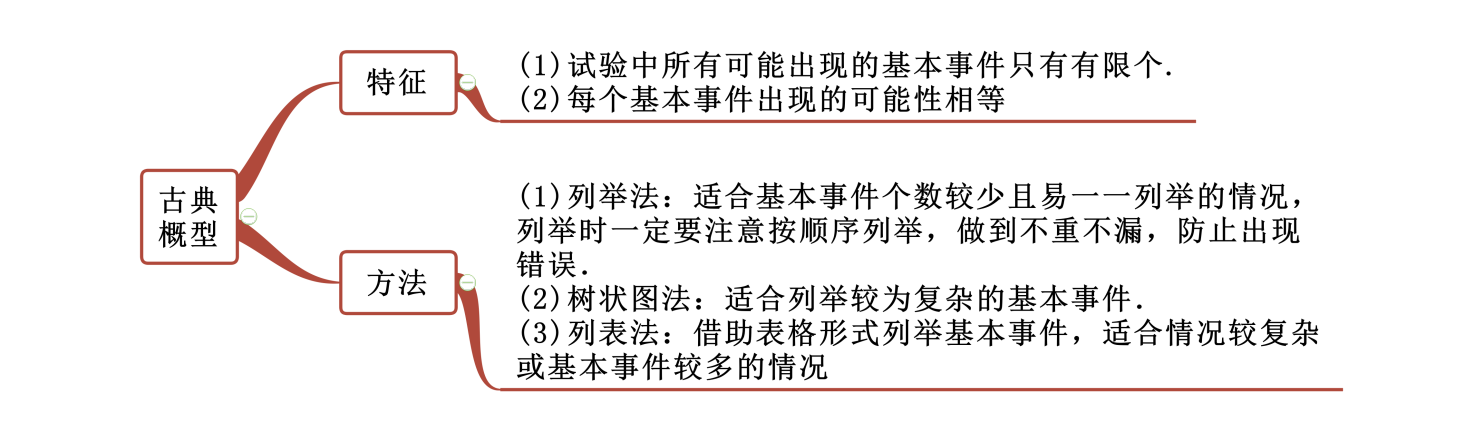 古典
概型
特征
(1)试验中所有可能出现的基本事件只有有限个.
(2)每个基本事件出现的可能性相等
方法
(1)列举法：适合基本事件个数较少且易一一列举的情况，
列举时一定要注意按顺序列举，做到不重不漏，防止出现
错误.
(2)树状图法：适合列举较为复杂的基本事件.
(3)列表法：借助表格形式列举基本事件，适合情况较复杂
或基本事件较多的情况